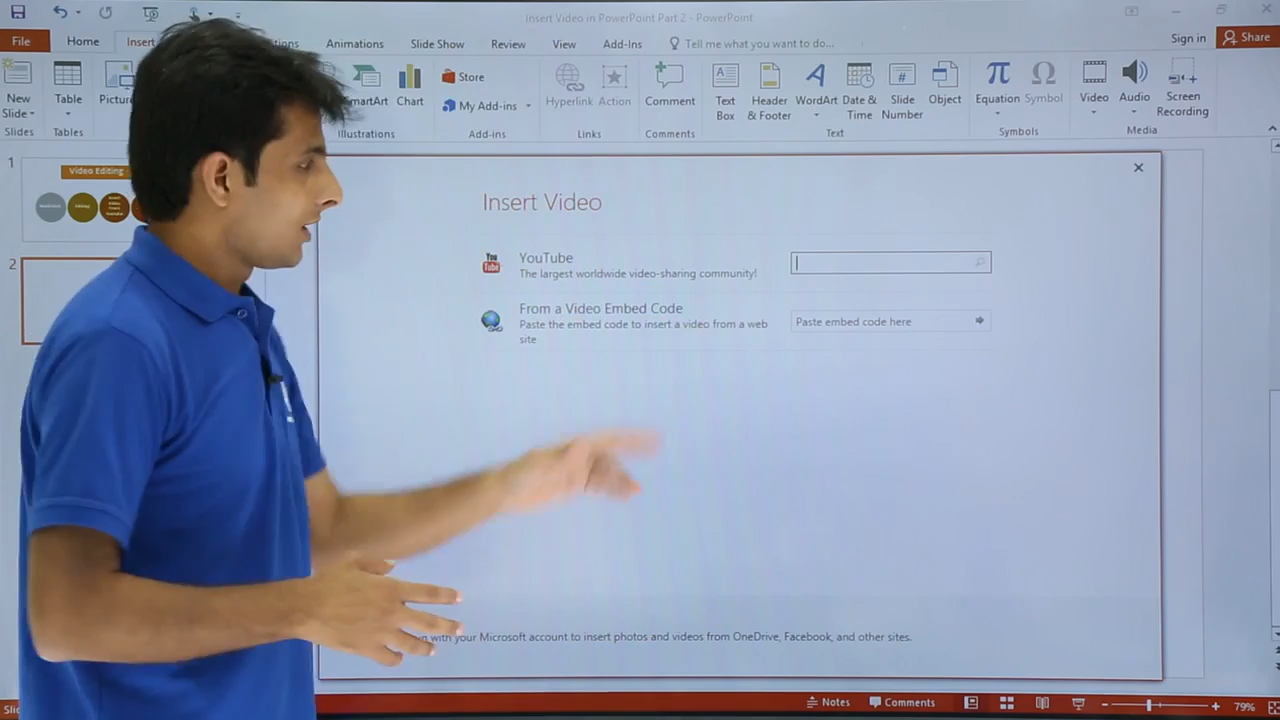 Insert Video in PowerPoint Part 2 - PowerPoint
File Home Insert Animations Slide Show Review View Add-Ins Tell me what you want to do... Sign in Share
New Slide
Table
Chart
Store
My Add-ins
Hyperlink
Action
Comment
Text Box
Header & Footer
WordArt
Date & Time
Slide Number
Object
Equation
Symbol
Video
Audio
Screen Recording
Slides Tables Illustrations Add-ins Links Comments Text Symbols Media
1
Video Editing
2
Insert Video
You Tube
YouTube
The largest worldwide video-sharing community!
From a Video Embed Code
Paste the embed code to insert a video from a web
site
Paste embed code here
with your Microsoft account to insert photos and videos from OneDrive, Facebook, and other sites.
Notes Comments 79%